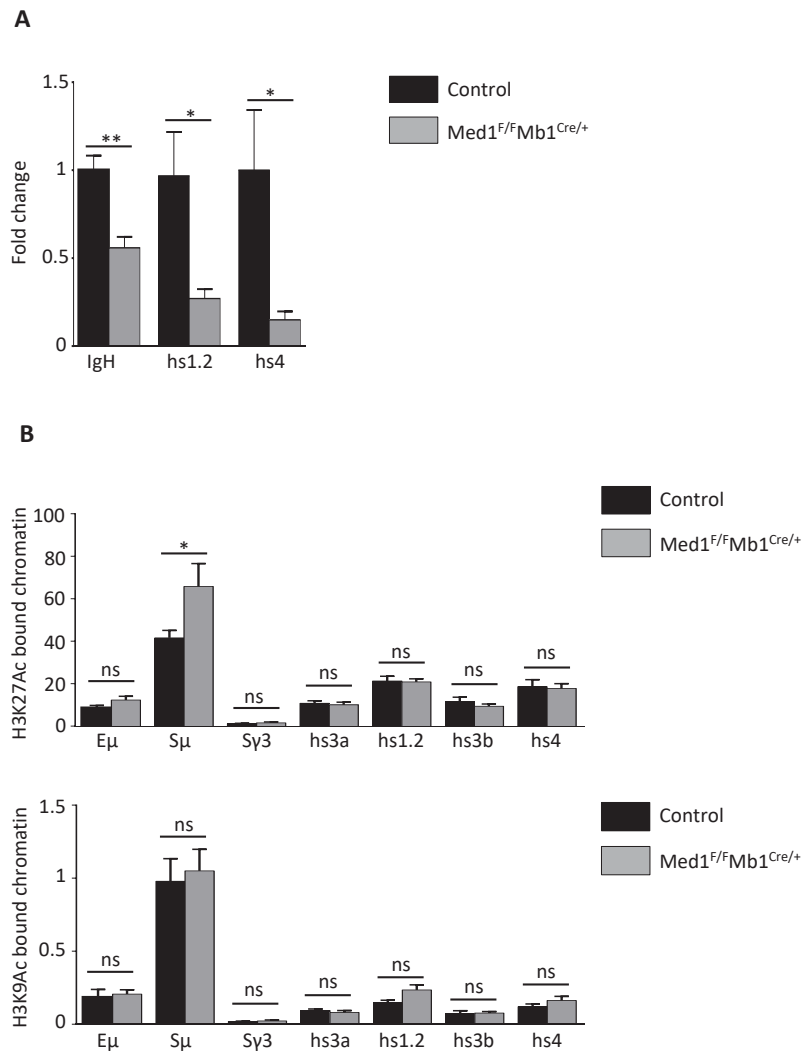 A
Fold change
1.5
1
0.5
0
**
*
*
IgH hs1.2 hs4
Control
Med1F/FMb1Cre/+
B
H3K27Ac bound chromatin
100
80
60
40
20
0
ns
*
ns
ns
ns
ns
ns
Eμ Sμ Sγ3 hs3a hs1.2 hs3b hs4
Control
Med1F/FMb1Cre/+
H3K9Ac bound chromatin
1.5
1
0.5
0
ns
ns
ns
ns
ns
ns
ns
Eμ Sμ Sγ3 hs3a hs1.2 hs3b hs4
Control
Med1F/FMb1Cre/+